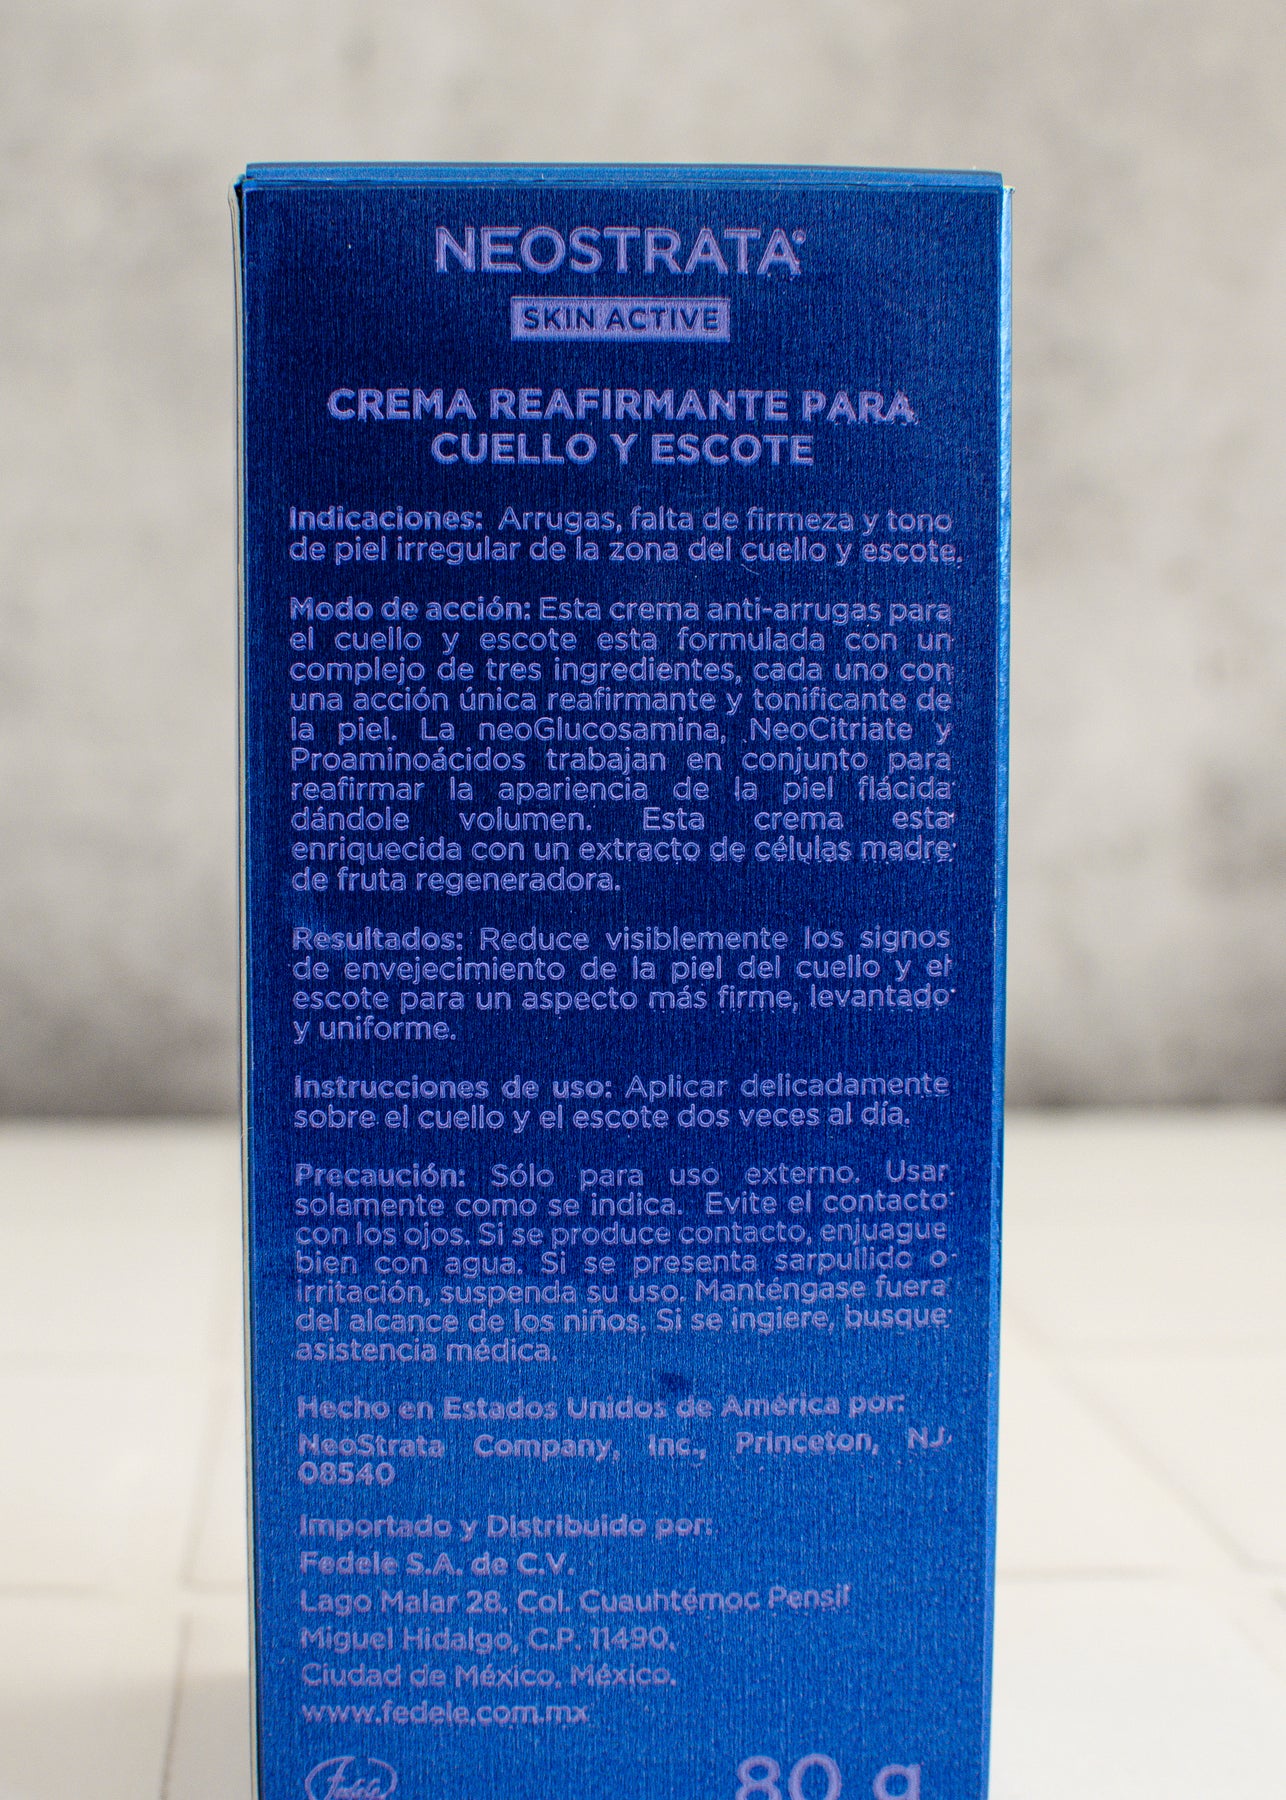 NEOSTRATA®
SKIN ACTIVE
CREMA REAFIRMANTE PARA
CUELLO Y ESCOTE
Indicaciones: Arrugas, falta de firmeza y tono
de piel irregular de la zona del cuello y escote.
Modo de acción: Esta crema anti-arrugas para
el cuello y escote esta formulada con un
complejo de tres ingredientes, cada uno con
una acción única reafirmante y tonificante de
la piel. La neoGlucosamina, NeoCitriate y
Proaminoácidos trabajan en conjunto para
reafirmar la apariencia de la piel flácida
dándole volumen. Esta crema esta
enriquecida con un extracto de células madre
de fruta regeneradora.
Resultados: Reduce visiblemente los signos
de envejecimiento de la piel del cuello y el
escote para un aspecto más firme, levantado
y uniforme.
Instrucciones de uso: Aplicar delicadamente
sobre el cuello y el escote dos veces al día.
Precaución: Sólo para uso externo. Usar
solamente como se indica. Evite el contacto
con los ojos. Si se produce contacto, enjuague
bien con agua. Si se presenta sarpullido o
irritación, suspenda su uso. Manténgase fuera
del alcance de los niños. Si se ingiere, busque
asistencia médica.
Hecho en Estados Unidos de América por:
NeoStrata Company, Inc., Princeton, NJ.
08540
Importado y Distribuido por:
Fedele S.A. de C.V.
Lago Malar 28. Col. Cuauhtémoc Pensil
Miguel Hidalgo, C.P. 11490.
Ciudad de México, México.
www.fedele.com.mx
Fedele 80 g